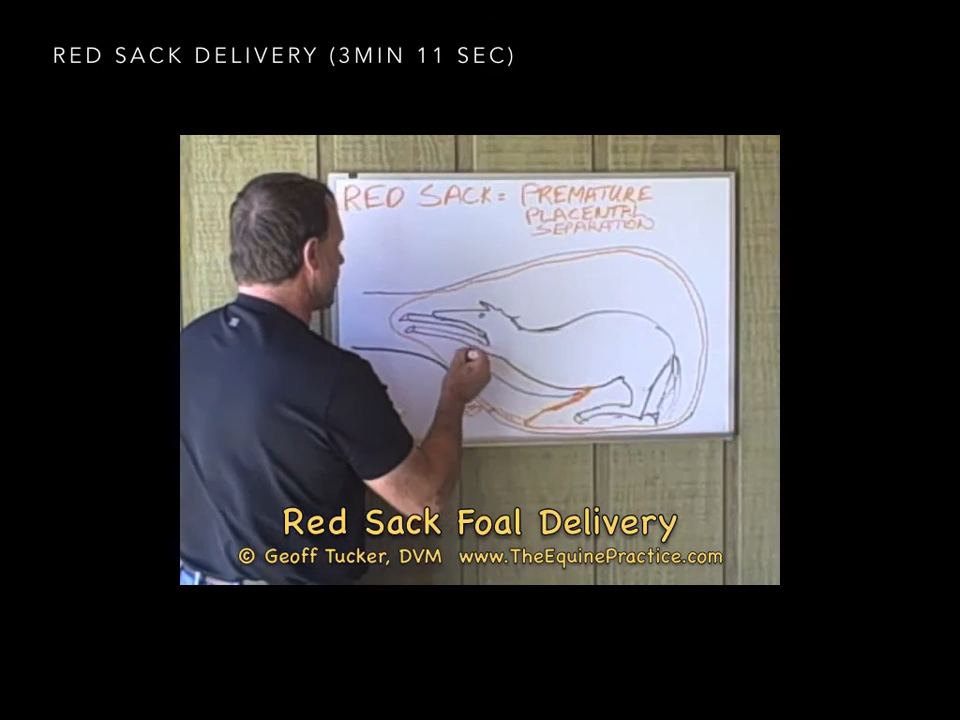 RED SACK DELIVERY (3MIN 11 SEC)
RED SACK = PREMATURE
PLACENTAL
SEPARATION
Red Sack Foal Delivery
© Geoff Tucker, DVM www.TheEquinePractice.com